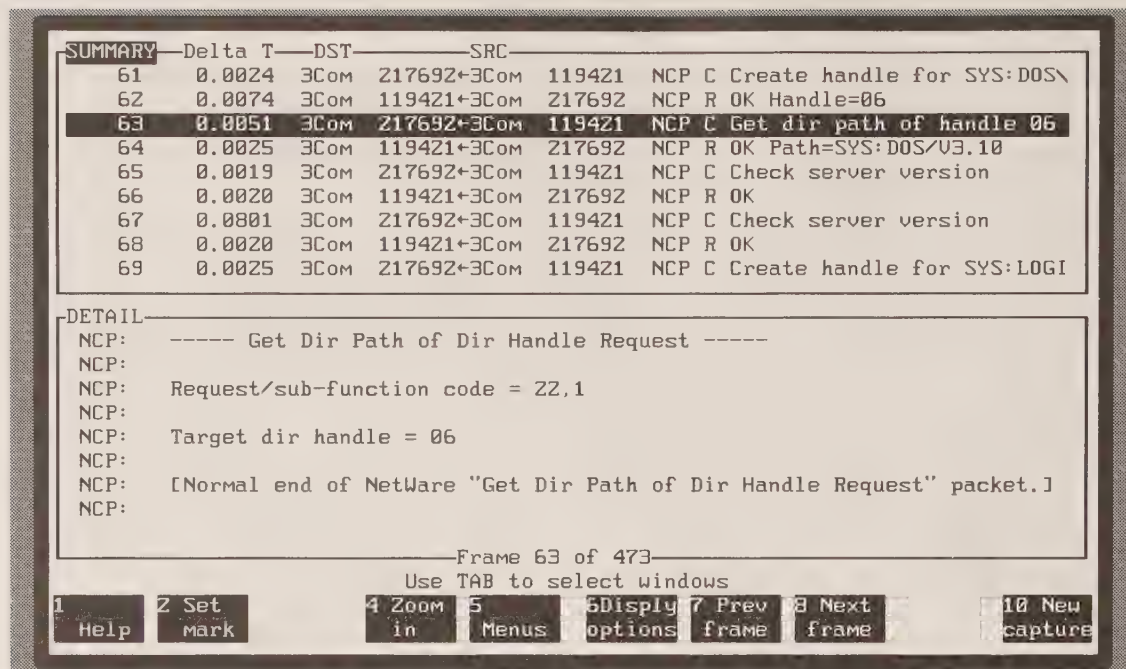 SUMMARY Delta T DST SRC
61 0.0024 3Com 217692←3Com 119421 NCP C Create handle for SYS:DOS\
62 0.0074 3Com 119421←3Com 217692 NCP R OK Handle=06
63 0.0051 3Com 217692←3Com 119421 NCP C Get dir path of handle 06
64 0.0025 3Com 119421←3Com 217692 NCP R OK Path=SYS:DOS/V3.10
65 0.0019 3Com 217692←3Com 119421 NCP C Check server version
66 0.0020 3Com 119421←3Com 217692 NCP R OK
67 0.0801 3Com 217692←3Com 119421 NCP C Check server version
68 0.0020 3Com 119421←3Com 217692 NCP R OK
69 0.0025 3Com 217692←3Com 119421 NCP C Create handle for SYS:LOGI
DETAIL
NCP: ----- Get Dir Path of Dir Handle Request -----
NCP:
NCP: Request/sub-function code = 22,1
NCP:
NCP: Target dir handle = 06
NCP:
NCP: [Normal end of NetWare "Get Dir Path of Dir Handle Request" packet.]
NCP:
Frame 63 of 473
Use TAB to select windows
1 2 Set 4 Zoom 5 6Disply 7 Prev 8 Next 10 New
Help mark in Menus options frame frame capture